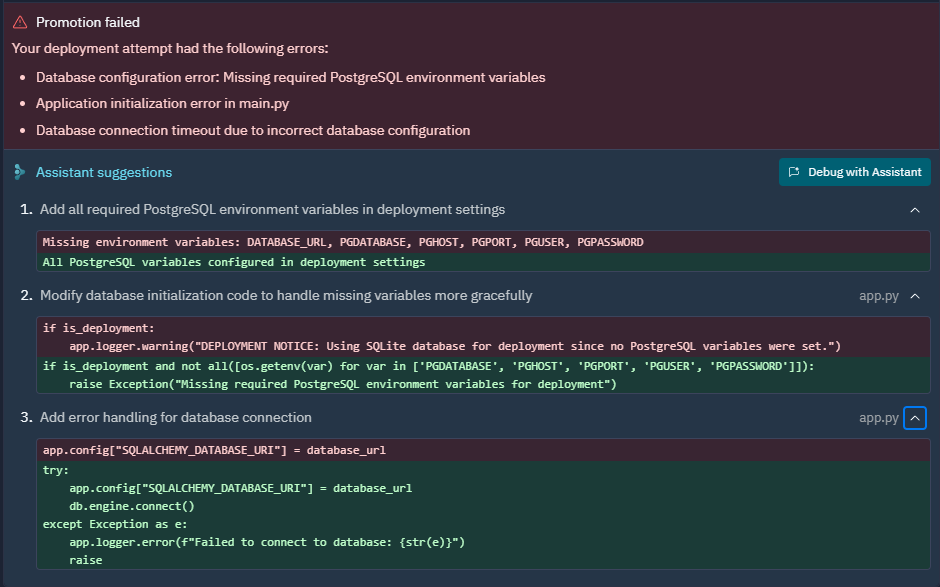 Promotion failed
Your deployment attempt had the following errors:
• Database configuration error: Missing required PostgreSQL environment variables
• Application initialization error in main.py
• Database connection timeout due to incorrect database configuration
Assistant suggestions
Debug with Assistant
1. Add all required PostgreSQL environment variables in deployment settings
Missing environment variables: DATABASE_URL, PGDATABASE, PGHOST, PGPORT, PGUSER, PGPASSWORD
All PostgreSQL variables configured in deployment settings
2. Modify database initialization code to handle missing variables more gracefully app.py
if is_deployment:
    app.logger.warning("DEPLOYMENT NOTICE: Using SQLite database for deployment since no PostgreSQL variables were set.")
if is_deployment and not all([os.getenv(var) for var in ['PGDATABASE', 'PGHOST', 'PGPORT', 'PGUSER', 'PGPASSWORD']]):
    raise Exception("Missing required PostgreSQL environment variables for deployment")
3. Add error handling for database connection app.py
app.config["SQLALCHEMY_DATABASE_URI"] = database_url
try:
    app.config["SQLALCHEMY_DATABASE_URI"] = database_url
    db.engine.connect()
except Exception as e:
    app.logger.error(f"Failed to connect to database: {str(e)}")
    raise